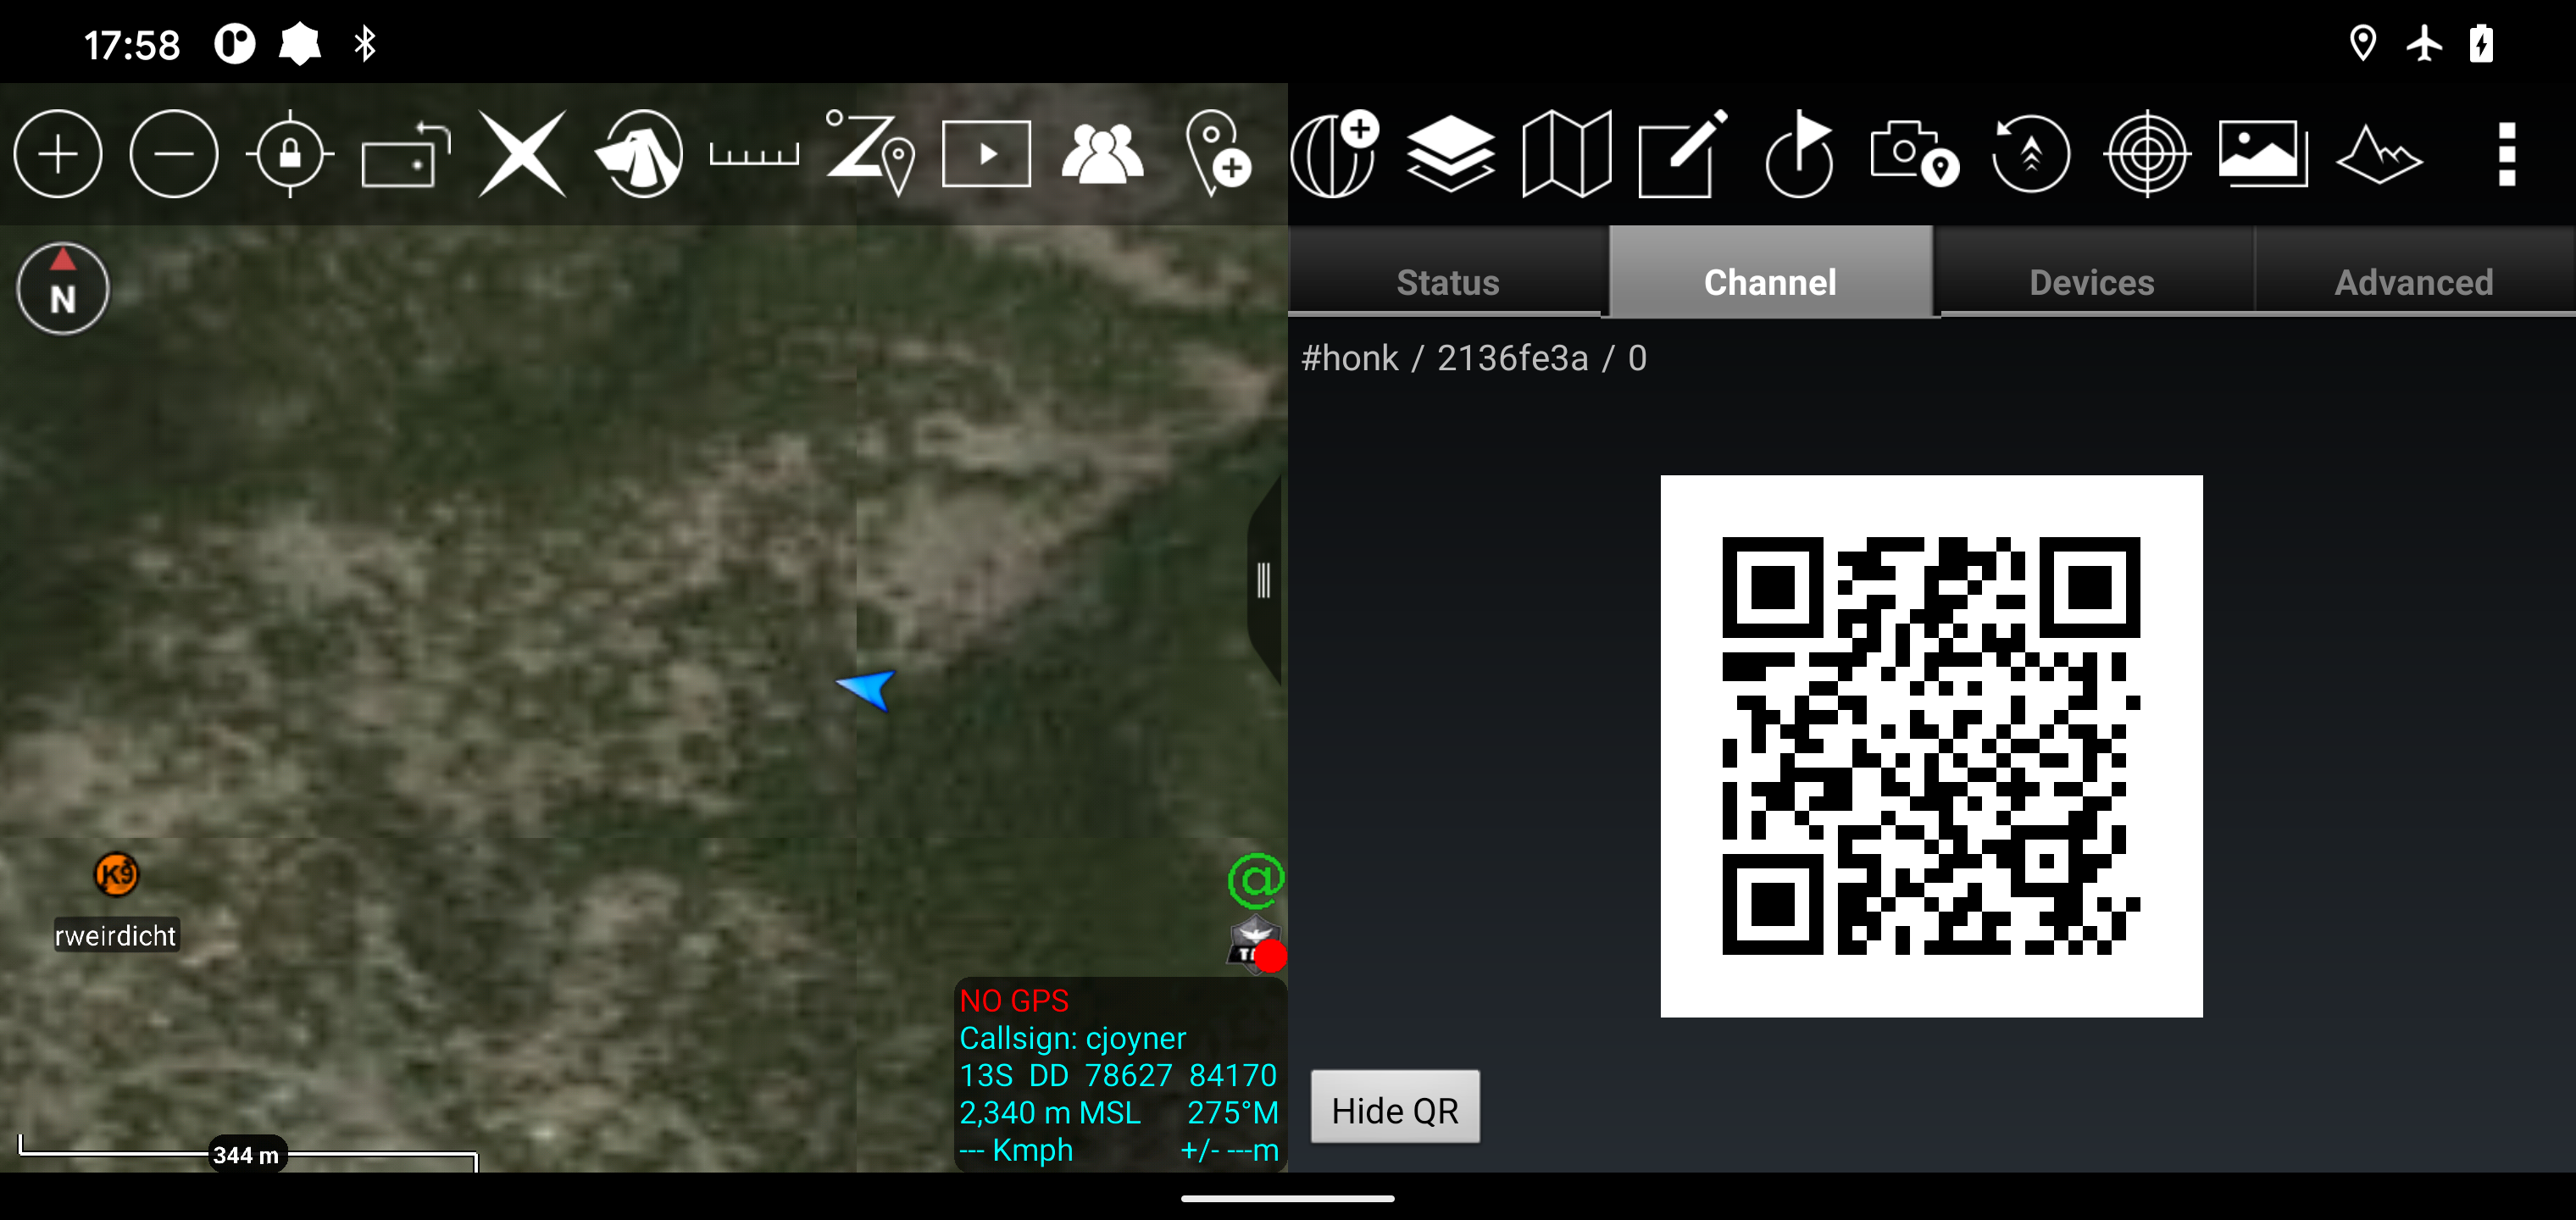 17:58
Status Channel Devices Advanced
N
#honk / 2136fe3a / 0
K9
rweirdicht
@
NO GPS
Callsign: cjoyner
13S DD 78627 84170
2,340 m MSL 275°M
--- Kmph +/- ---m
344 m
Hide QR